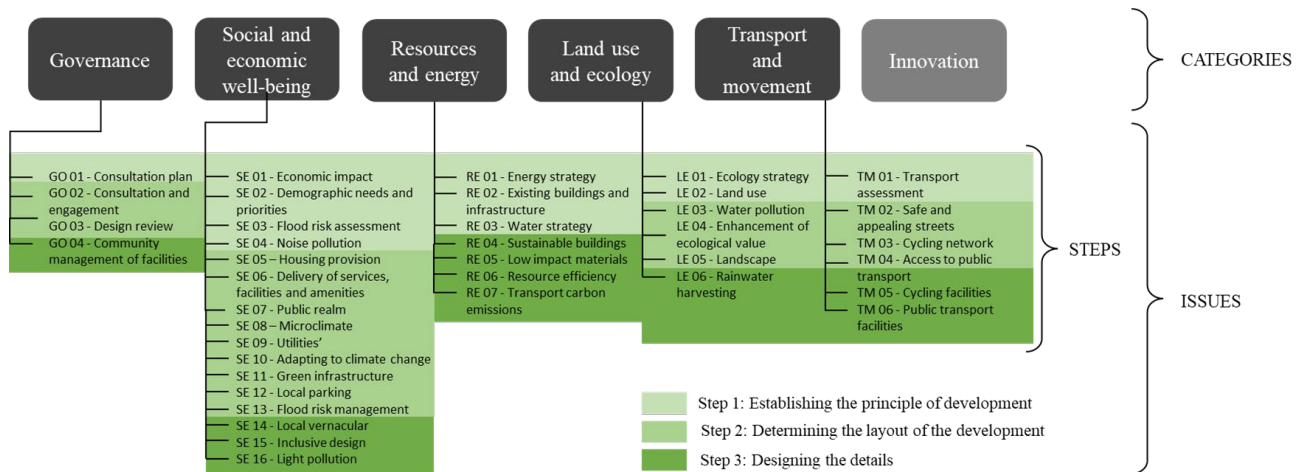 Governance
Social and
economic
well-being
Resources
and energy
Land use
and ecology
Transport
and
movement
Innovation
CATEGORIES
GO 01 - Consultation plan
GO 02 - Consultation and
engagement
GO 03 - Design review
GO 04 – Community
management of facilities
SE 01 - Economic impact
SE 02 - Demographic needs and
priorities
SE 03 - Flood risk assessment
SE 04 - Noise pollution
SE 05 – Housing provision
SE 06 - Delivery of services,
facilities and amenities
SE 07 - Public realm
SE 08 – Microclimate
SE 09 - Utilities’
SE 10 - Adapting to climate change
SE 11 - Green infrastructure
SE 12 - Local parking
SE 13 - Flood risk management
SE 14 - Local vernacular
SE 15 - Inclusive design
SE 16 - Light pollution
RE 01 - Energy strategy
RE 02 - Existing buildings and
infrastructure
RE 03 - Water strategy
RE 04 - Sustainable buildings
RE 05 - Low impact materials
RE 06 - Resource efficiency
RE 07 - Transport carbon
emissions
LE 01 - Ecology strategy
LE 02 - Land use
LE 03 - Water pollution
LE 04 - Enhancement of
ecological value
LE 05 - Landscape
LE 06 - Rainwater
harvesting
TM 01 - Transport
assessment
TM 02 - Safe and
appealing streets
TM 03 - Cycling network
TM 04 - Access to public
transport
TM 05 - Cycling facilities
TM 06 - Public transport
facilities
STEPS
ISSUES
Step 1: Establishing the principle of development
Step 2: Determining the layout of the development
Step 3: Designing the details